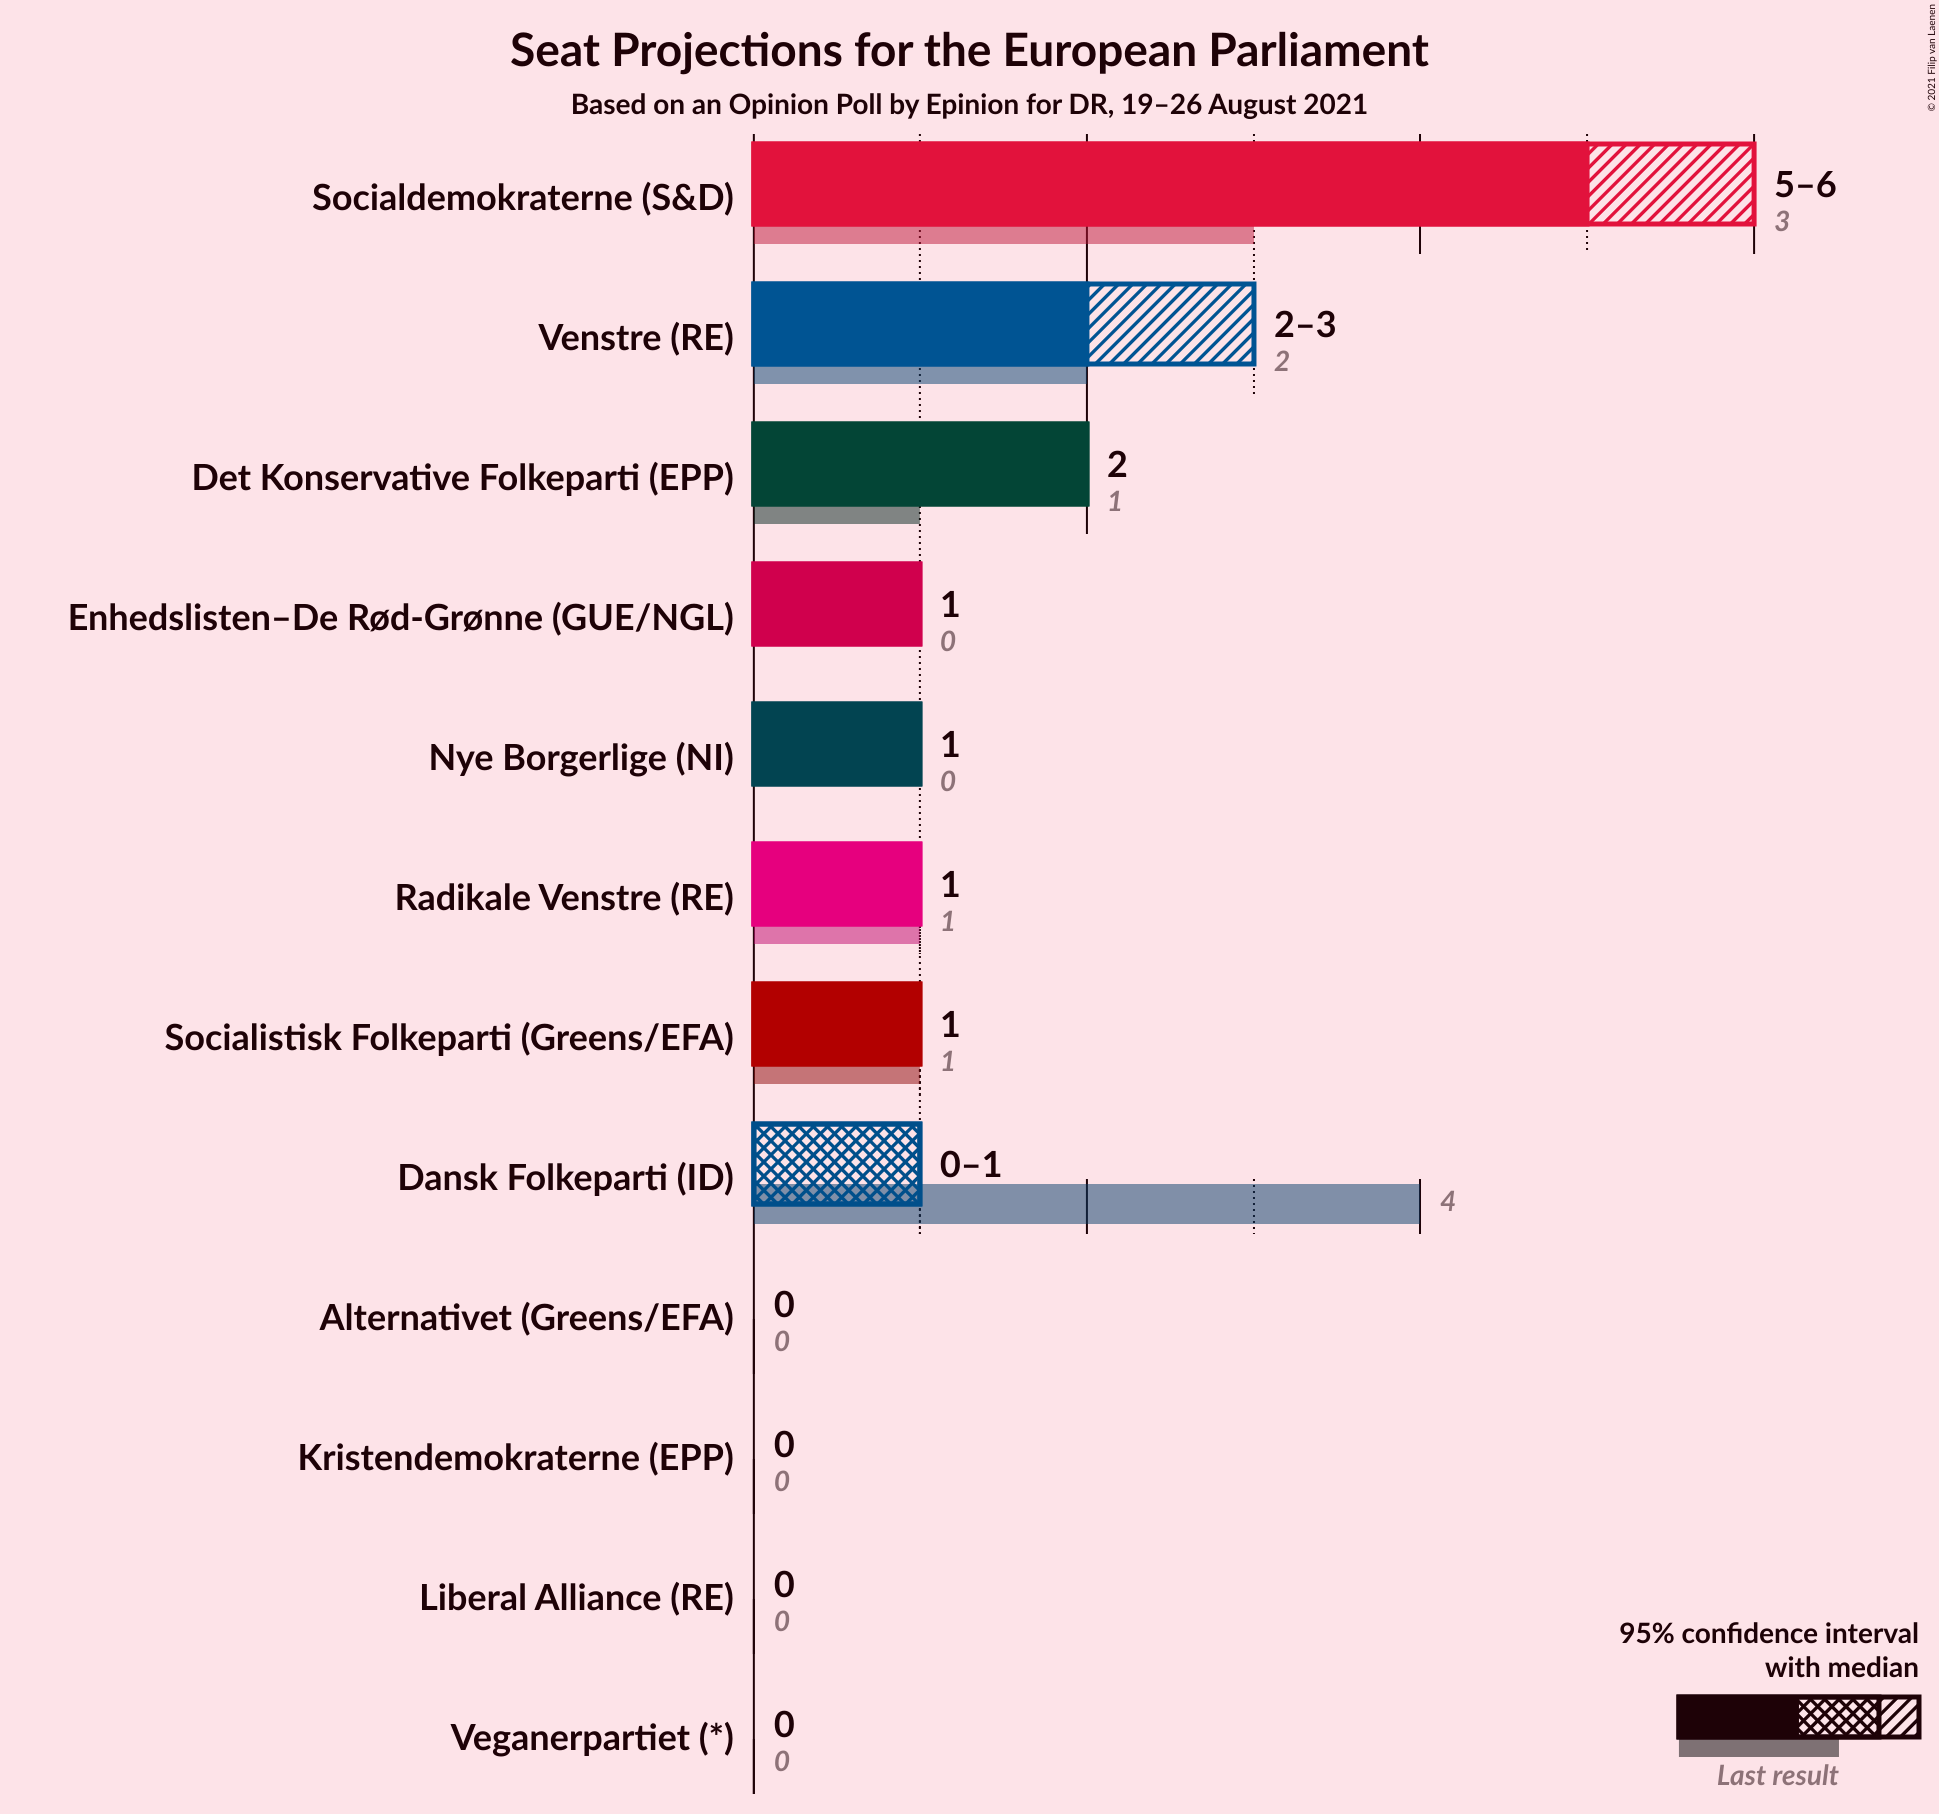 Seat Projections for the European Parliament
Based on an Opinion Poll by Epinion for DR, 19–26 August 2021
© 2021 Filip van Laenen
Socialdemokraterne (S&D)
5–6
3
Venstre (RE)
2–3
2
Det Konservative Folkeparti (EPP)
2
1
Enhedslisten–De Rød-Grønne (GUE/NGL)
1
0
Nye Borgerlige (NI)
1
0
Radikale Venstre (RE)
1
1
Socialistisk Folkeparti (Greens/EFA)
1
1
Dansk Folkeparti (ID)
0–1
4
Alternativet (Greens/EFA)
0
0
Kristendemokraterne (EPP)
0
0
Liberal Alliance (RE)
0
0
Veganerpartiet (*)
0
0
95% confidence interval
with median
Last result